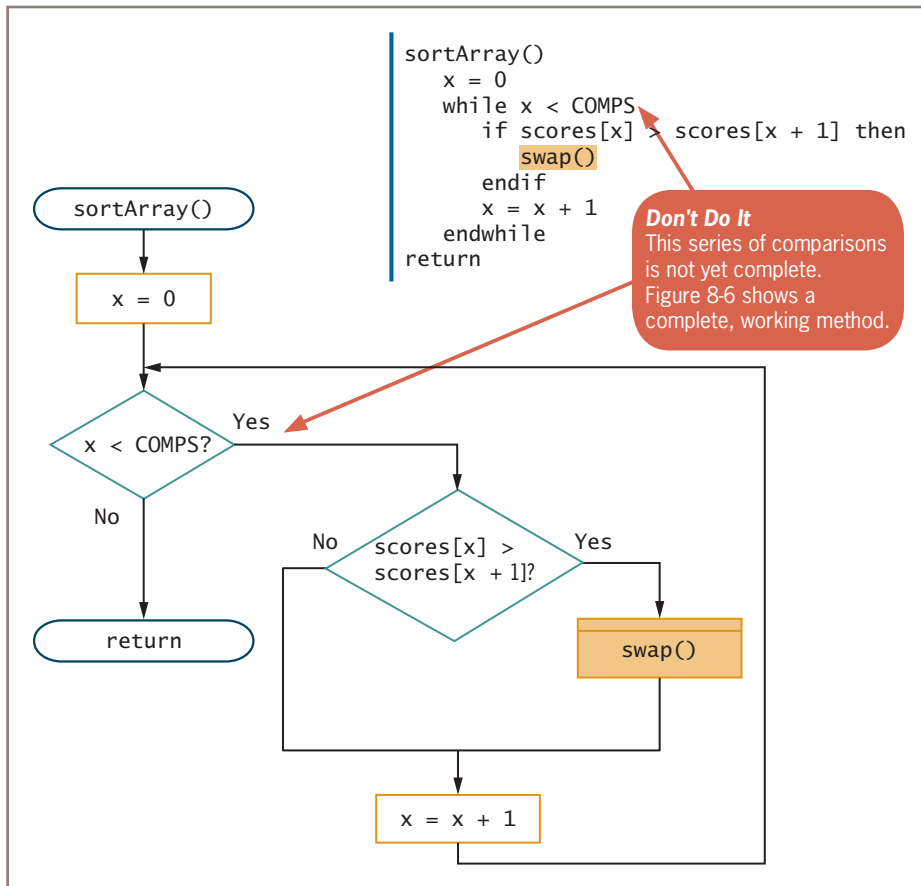 sortArray()
x = 0
while x < COMPS
if scores[x] > scores[x + 1] then
swap()
endif
x = x + 1
endwhile
return
Don't Do It
This series of comparisons
is not yet complete.
Figure 8-6 shows a
complete, working method.
sortArray()
x = 0
x < COMPS?
Yes
No
return
scores[x] >
scores[x + 1]?
No
Yes
swap()
x = x + 1